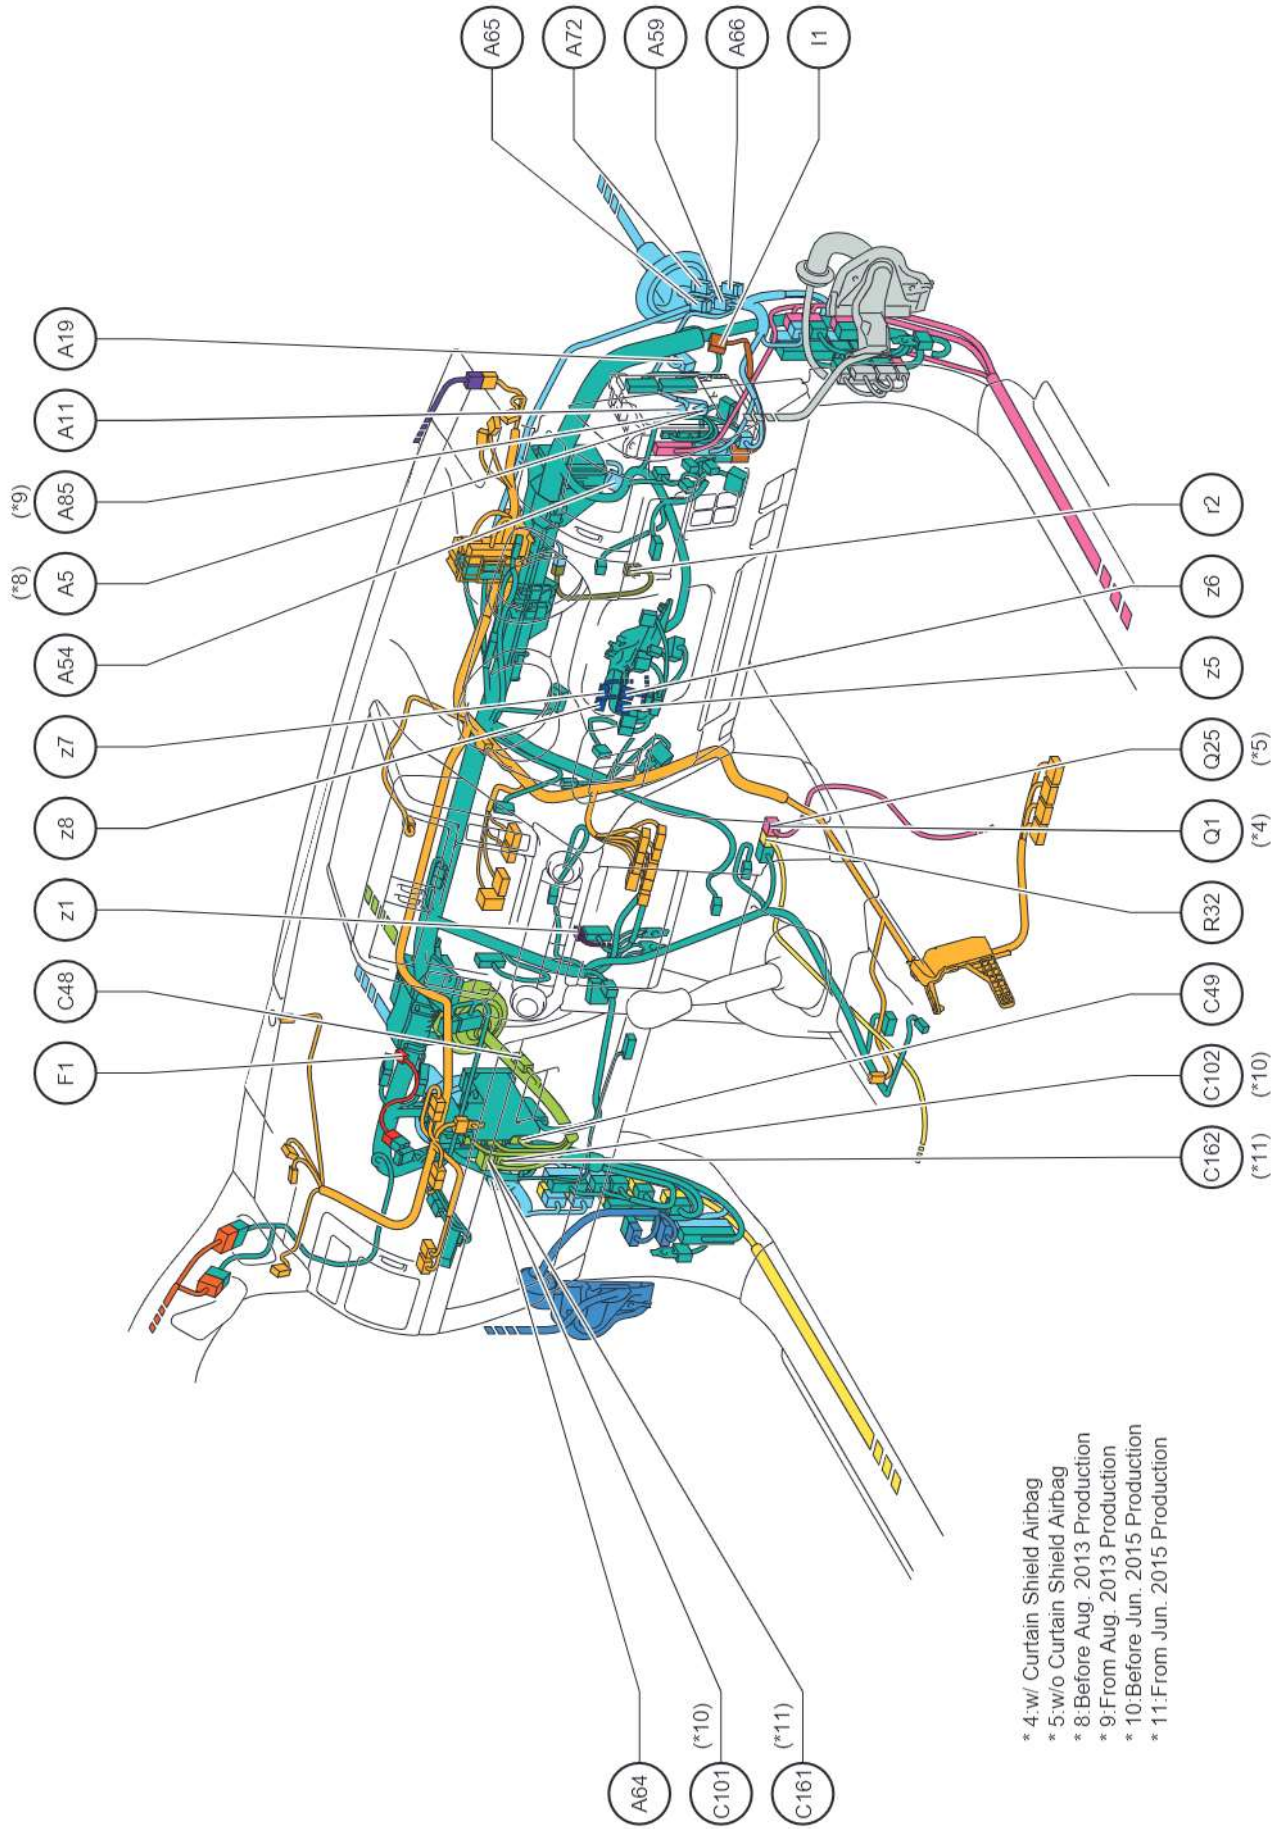 (*8) (*9)
F1 C48 z1 z8 z7 A54 A5 A85 A11 A19
A65
A72
A59
A66
I1
A64
C101 (*10)
C161 (*11)
C162 C102 C49 R32 Q1 Q25 z5 z6 r2
(*11) (*10) (*4) (*5)
* 4:w/ Curtain Shield Airbag
* 5:w/o Curtain Shield Airbag
* 8:Before Aug. 2013 Production
* 9:From Aug. 2013 Production
* 10:Before Jun. 2015 Production
* 11:From Jun. 2015 Production